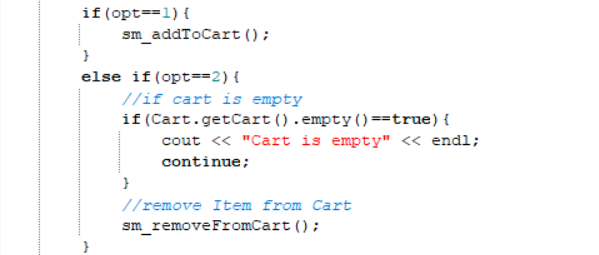 if(opt==1){
sm_addToCart();
}
else if(opt==2){
//if cart is empty
if(Cart.getCart().empty()==true){
cout << "Cart is empty" << endl;
continue;
}
//remove Item from Cart
sm_removeFromCart();
}